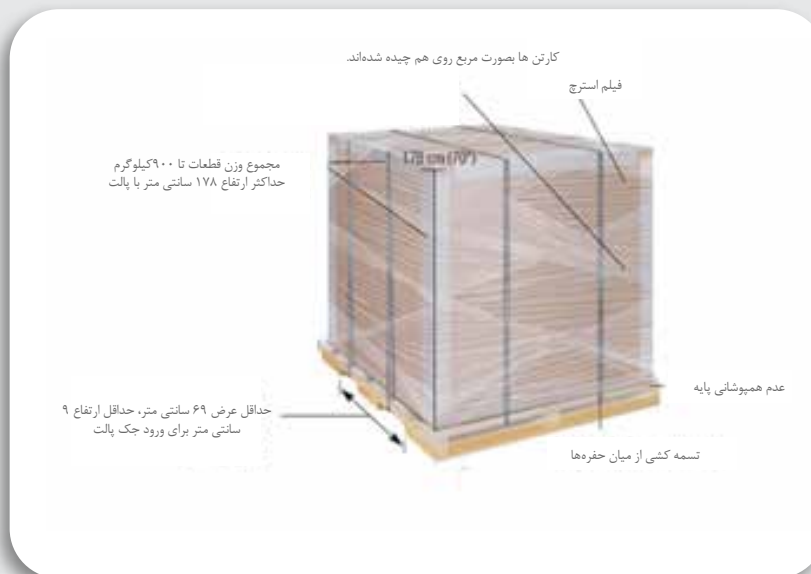 کارتن ها بصورت مربع روی هم چیده شده‌اند.
فیلم استرچ
178 cm (70")
مجموع وزن قطعات تا ۹۰۰کیلوگرم
حداکثر ارتفاع ۱۷۸ سانتی متر با پالت
عدم همپوشانی پایه
حداقل عرض ۶۹ سانتی متر، حداقل ارتفاع ۹
سانتی متر برای ورود جک پالت
تسمه کشی از میان حفره‌ها